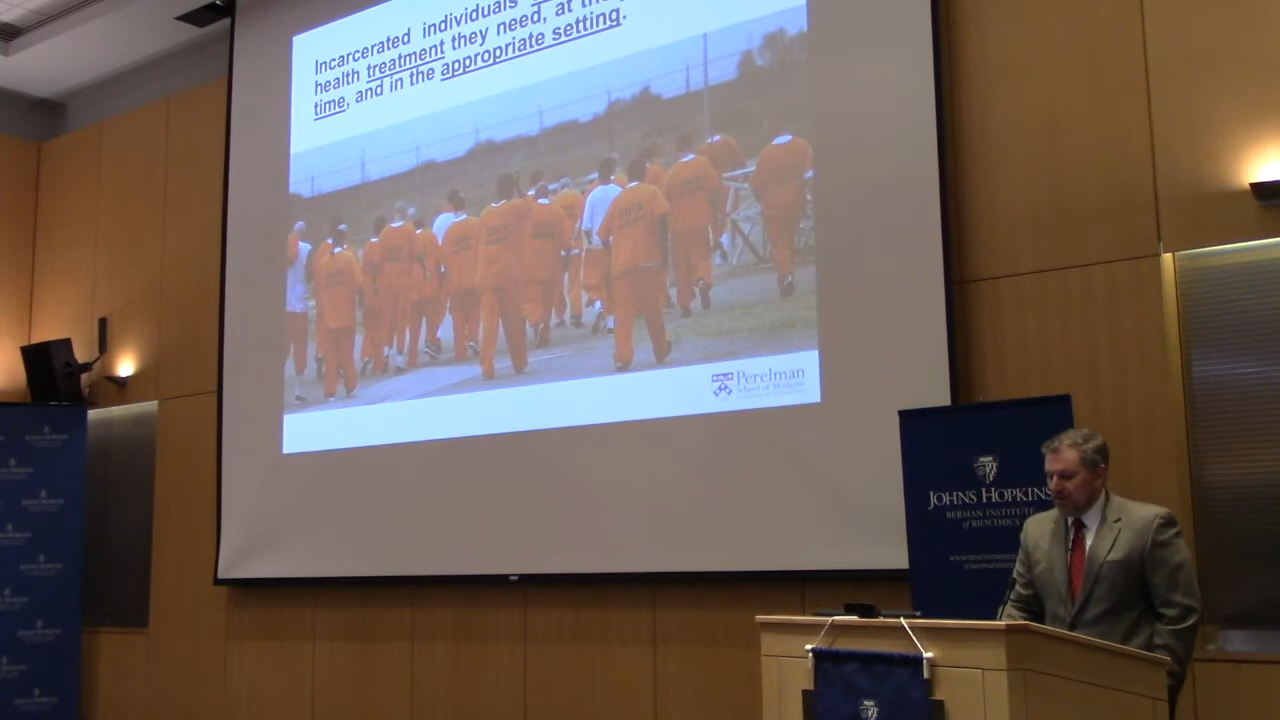 Incarcerated individuals
health treatment they need, at the
time, and in the appropriate setting.
Perelman
School of Medicine
JOHNS HOPKINS
BERMAN INSTITUTE
of BIOETHICS